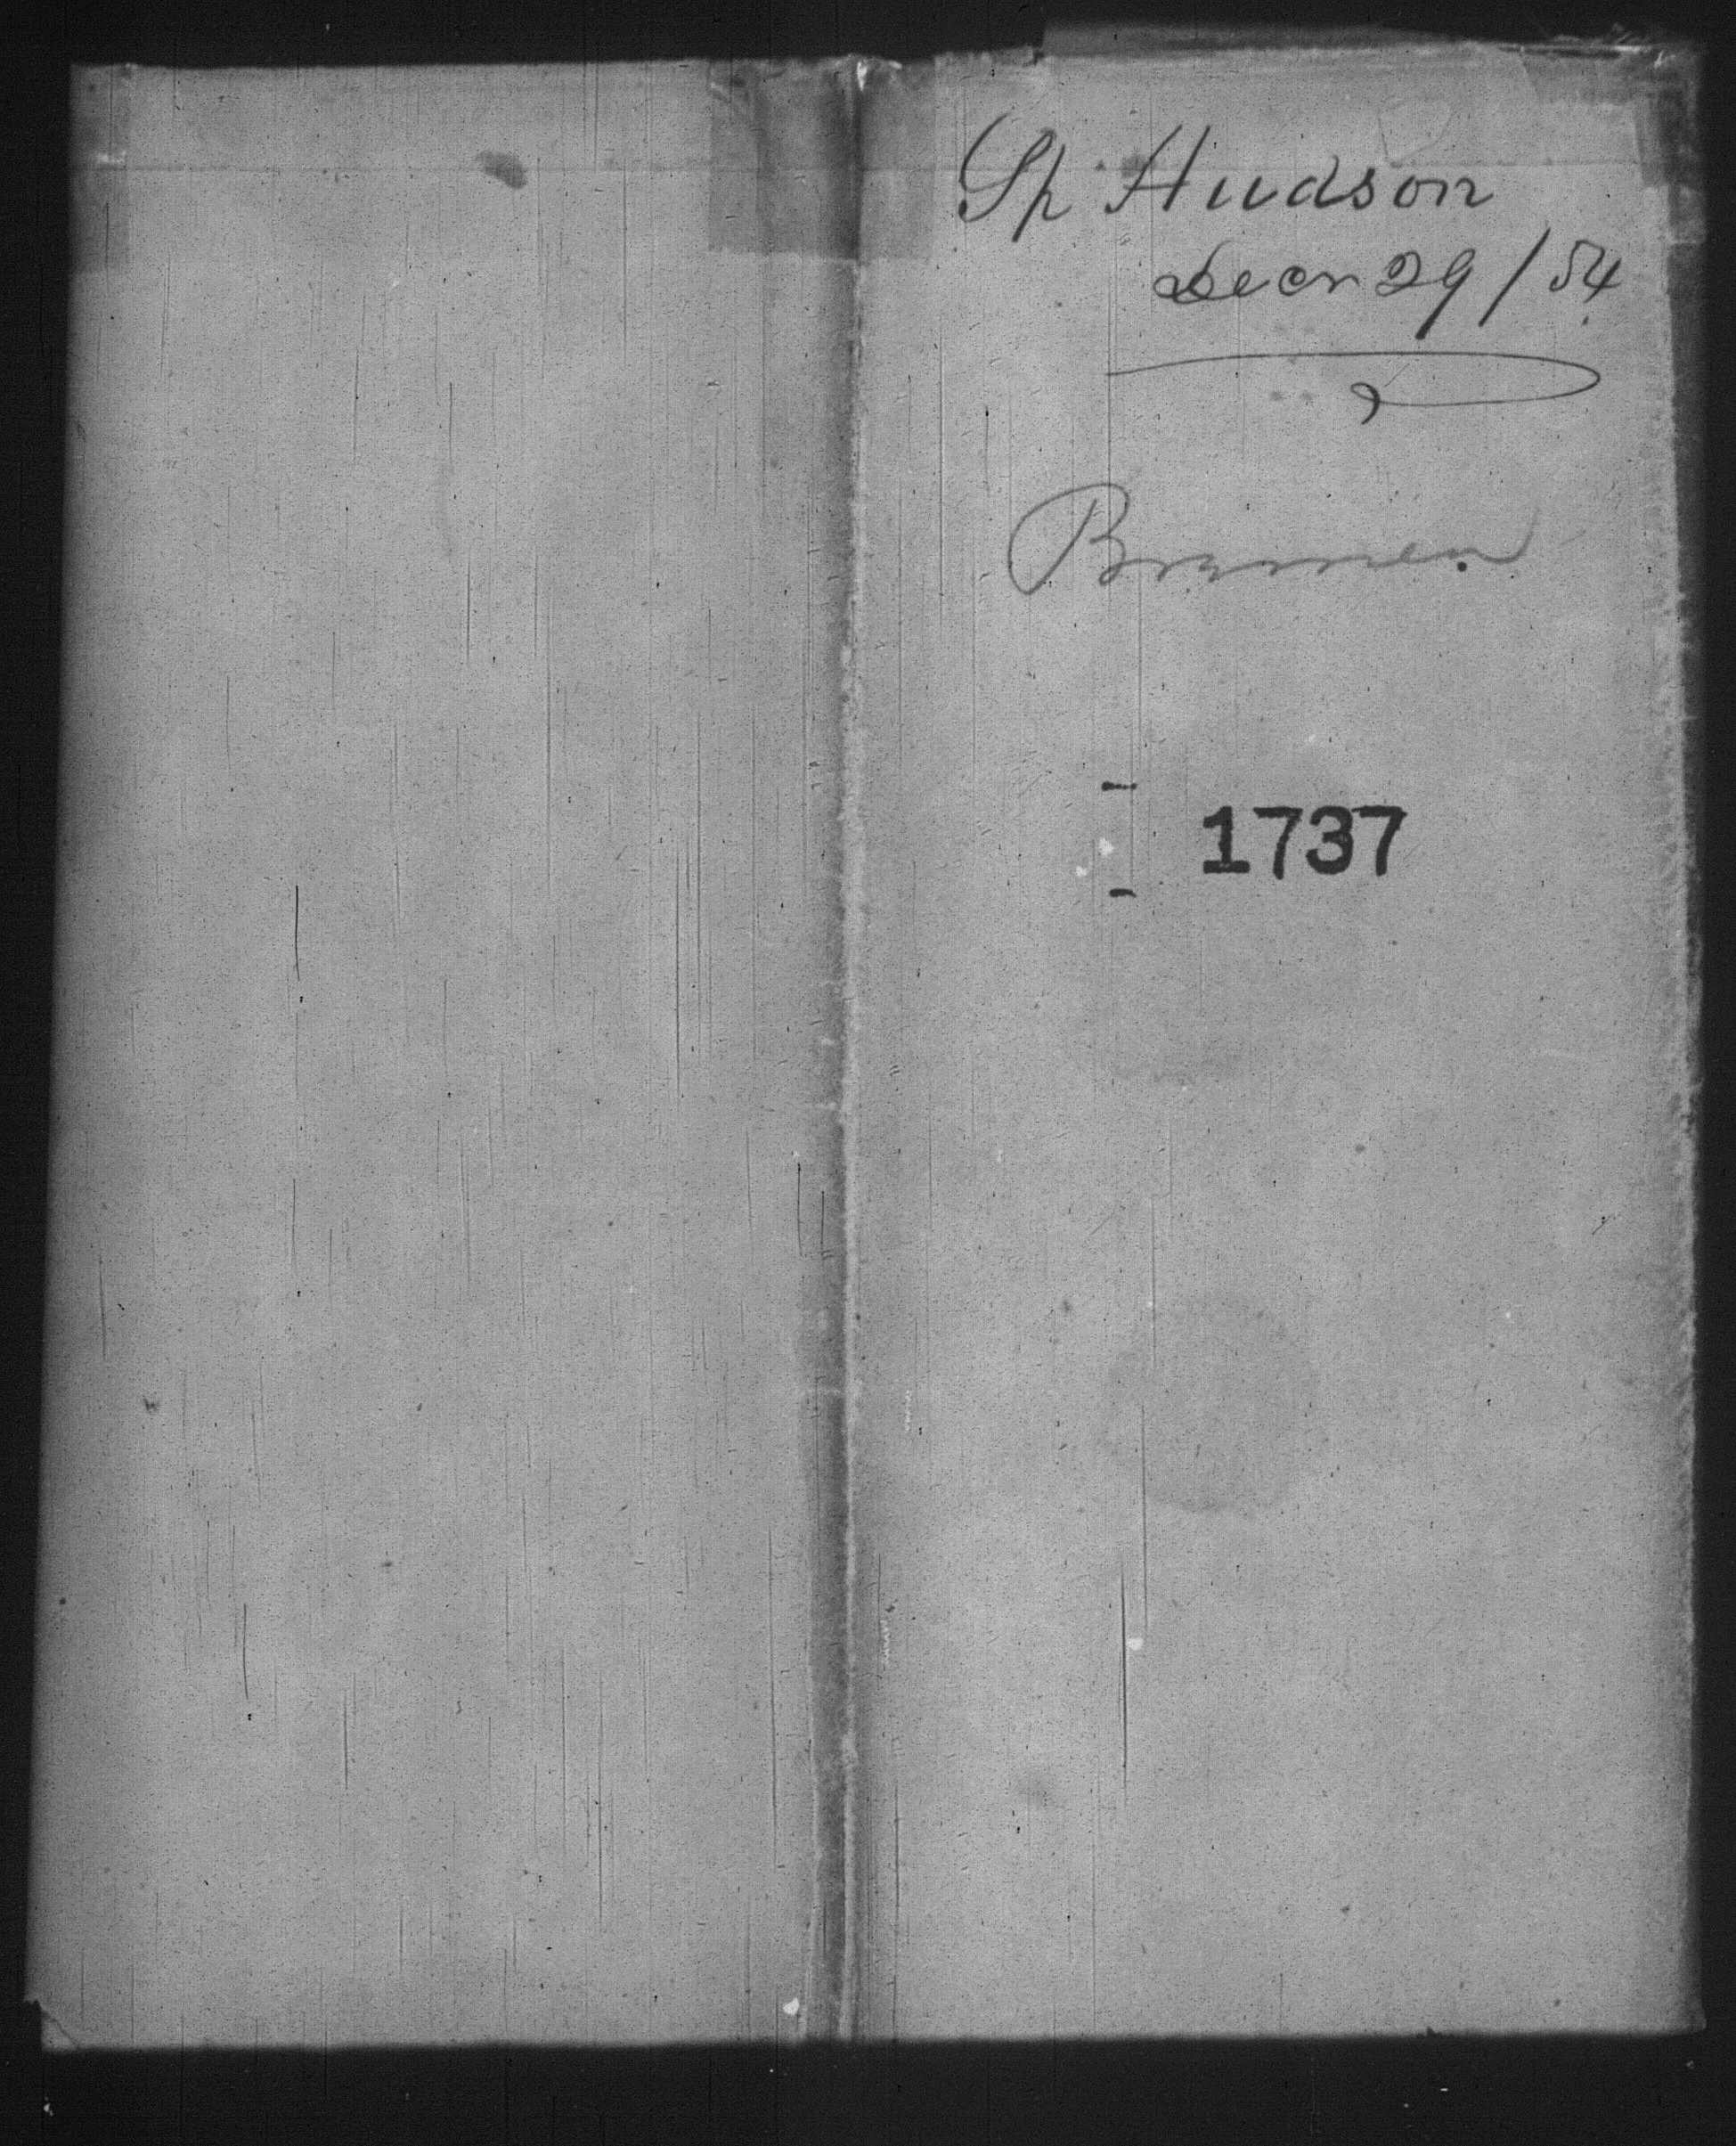 Sp Hudson
Decr 29/54
Bremen
1737